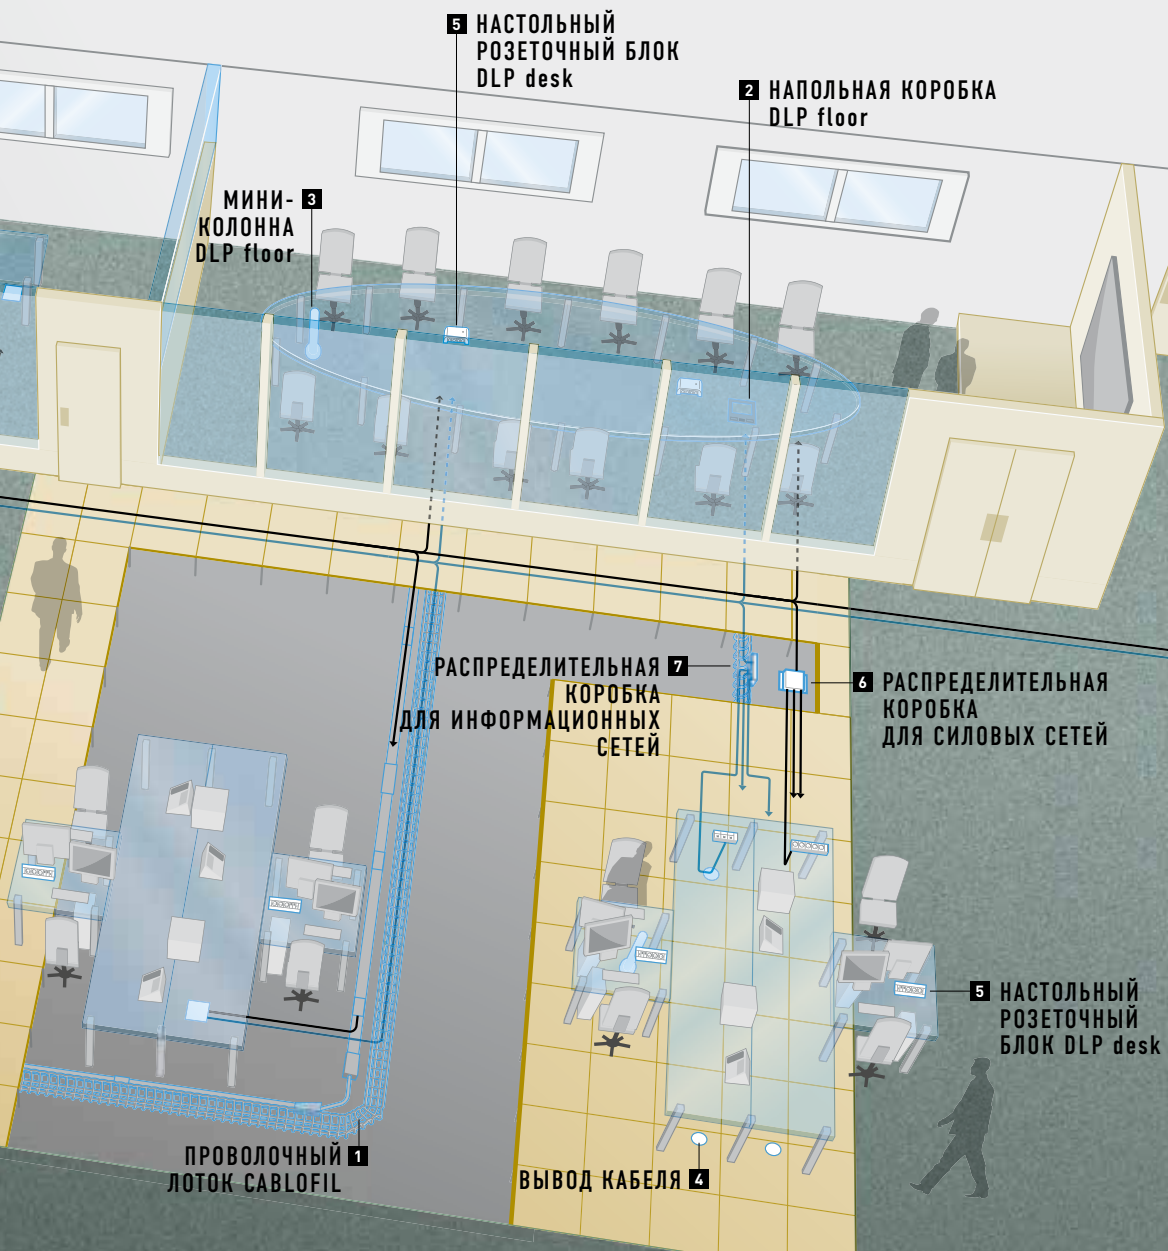 5 НАСТОЛЬНЫЙ
РОЗЕТОЧНЫЙ БЛОК
DLP desk
2 НАПОЛЬНАЯ КОРОБКА
DLP floor
МИНИ- 3
КОЛОННА
DLP floor
РАСПРЕДЕЛИТЕЛЬНАЯ 7
КОРОБКА
ДЛЯ ИНФОРМАЦИОННЫХ
СЕТЕЙ
6 РАСПРЕДЕЛИТЕЛЬНАЯ
КОРОБКА
ДЛЯ СИЛОВЫХ СЕТЕЙ
5 НАСТОЛЬНЫЙ
РОЗЕТОЧНЫЙ
БЛОК DLP desk
ПРОВОЛОЧНЫЙ 1
ЛОТОК CABLOFIL
ВЫВОД КАБЕЛЯ 4